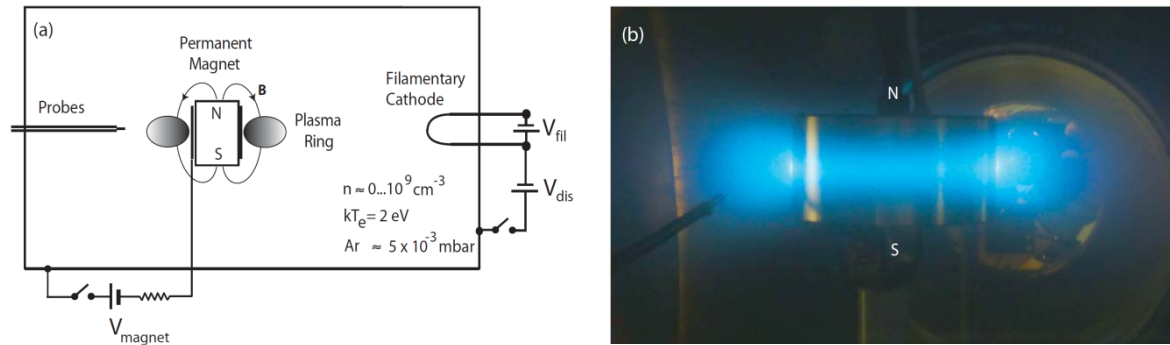 (a)
Permanent
Magnet
B
N
S
Probes
Plasma
Ring
Filamentary
Cathode
V_fil
V_dis
n ≈ 0...10^9 cm^-3
kT_e = 2 eV
Ar ≈ 5 x 10^-3 mbar
V_magnet
(b)
N
S